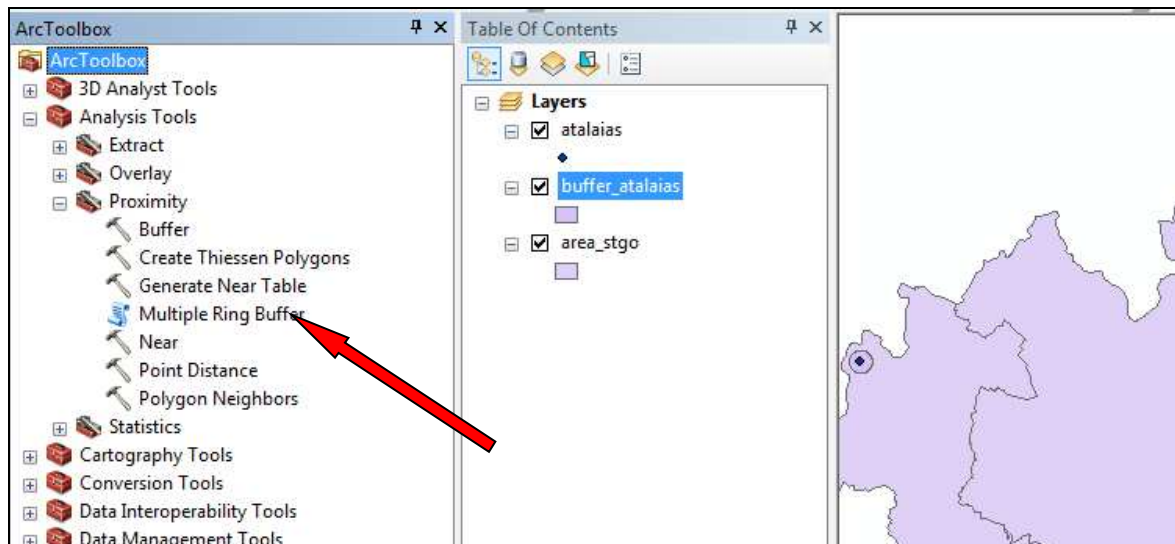 ArcToolbox
ArcToolbox
3D Analyst Tools
Analysis Tools
Extract
Overlay
Proximity
Buffer
Create Thiessen Polygons
Generate Near Table
Multiple Ring Buffer
Near
Point Distance
Polygon Neighbors
Statistics
Cartography Tools
Conversion Tools
Data Interoperability Tools
Data Management Tools
Table Of Contents
Layers
atalaias
buffer_atalaias
area_stgo